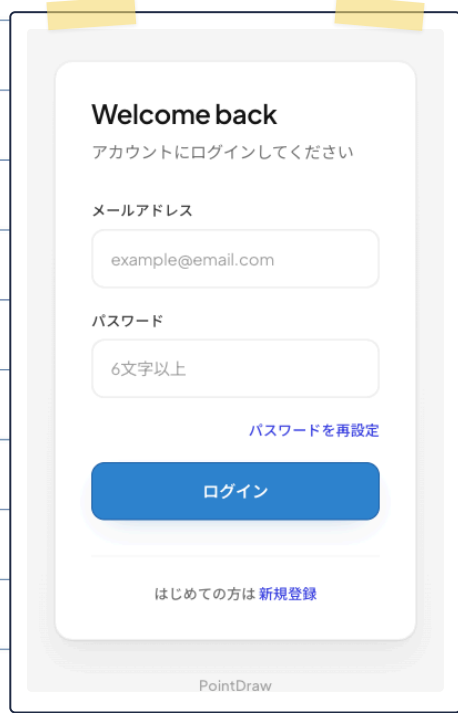 Welcome back
アカウントにログインしてください
メールアドレス
example@email.com
パスワード
6文字以上
パスワードを再設定
ログイン
はじめての方は 新規登録
PointDraw